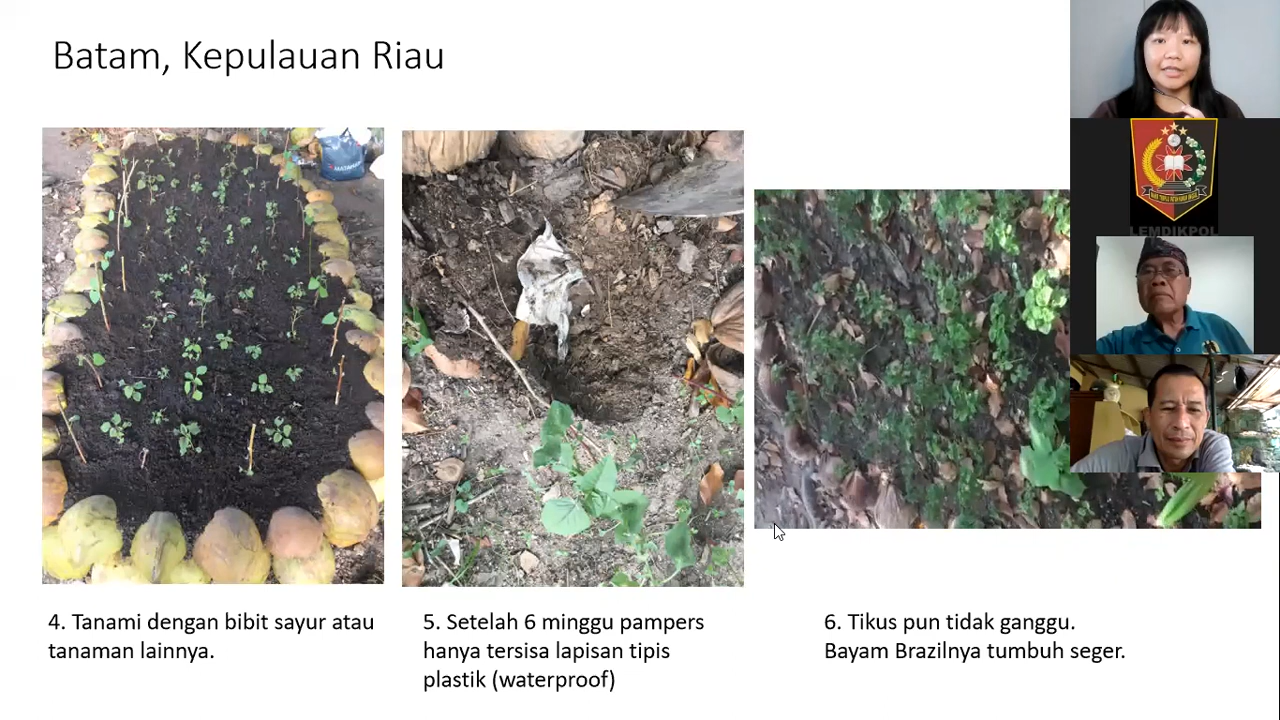 Batam, Kepulauan Riau
MATAHARI
LEMDIKPOL
4. Tanami dengan bibit sayur atau
tanaman lainnya.
5. Setelah 6 minggu pampers
hanya tersisa lapisan tipis
plastik (waterproof)
6. Tikus pun tidak ganggu.
Bayam Brazilnya tumbuh seger.